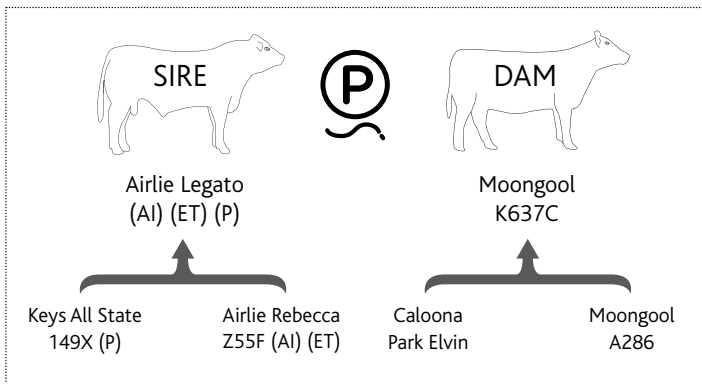 SIRE
P
DAM
Airlie Legato
(AI) (ET) (P)
Moongool
K637C
Keys All State
149X (P)
Airlie Rebecca
Z55F (AI) (ET)
Caloona
Park Elvin
Moongool
A286